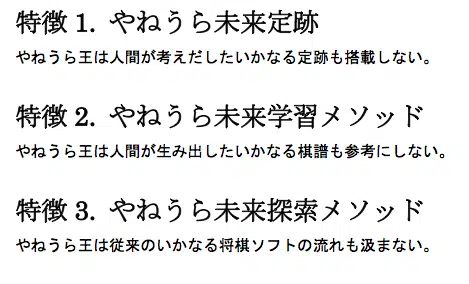 特徴 1. やねうら未来定跡
やねうら王は人間が考えだしたいかなる定跡も搭載しない。
特徴 2. やねうら未来学習メソッド
やねうら王は人間が生み出したいかなる棋譜も参考にしない。
特徴 3. やねうら未来探索メソッド
やねうら王は従来のいかなる将棋ソフトの流れも汲まない。